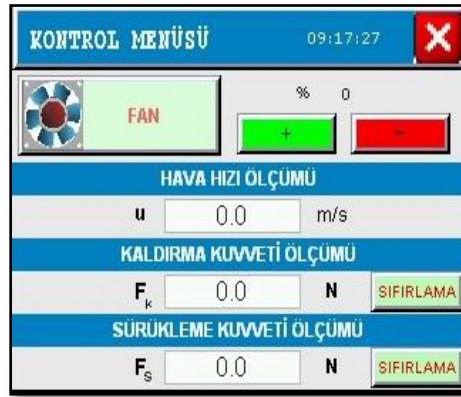 KONTROL MENÜSÜ 09:17:27 X
FAN
% 0
+ -
HAVA HIZI ÖLÇÜMÜ
u 0.0 m/s
KALDIRMA KUVVETİ ÖLÇÜMÜ
Fk 0.0 N SIFIRLAMA
SÜRÜKLEME KUVVETİ ÖLÇÜMÜ
Fs 0.0 N SIFIRLAMA